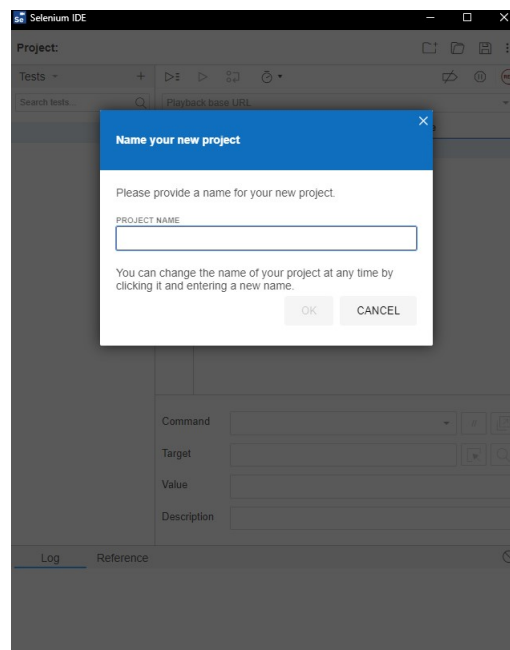 Se Selenium IDE
Project:
Tests
Search tests...
Playback base URL
Name your new project
Please provide a name for your new project.
PROJECT NAME
You can change the name of your project at any time by
clicking it and entering a new name.
OK CANCEL
Command
Target
Value
Description
Log Reference